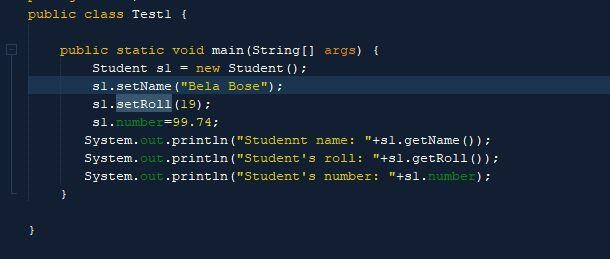 public class Test1 {
public static void main(String[] args) {
Student s1 = new Student();
s1.setName("Bela Bose");
s1.setRoll(19);
s1.number=99.74;
System.out.println("Studennt name: "+s1.getName());
System.out.println("Student's roll: "+s1.getRoll());
System.out.println("Student's number: "+s1.number);
}
}